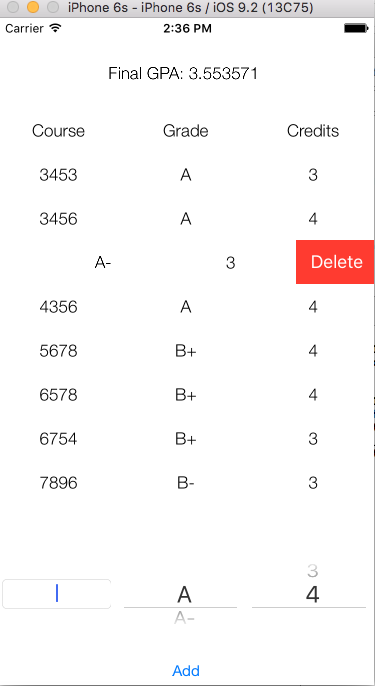 iPhone 6s - iPhone 6s / iOS 9.2 (13C75)
Carrier 2:36 PM
Final GPA: 3.553571
Course Grade Credits
3453 A 3
3456 A 4
A- 3 Delete
4356 A 4
5678 B+ 4
6578 B+ 4
6754 B+ 3
7896 B- 3
3
A 4
A-
Add